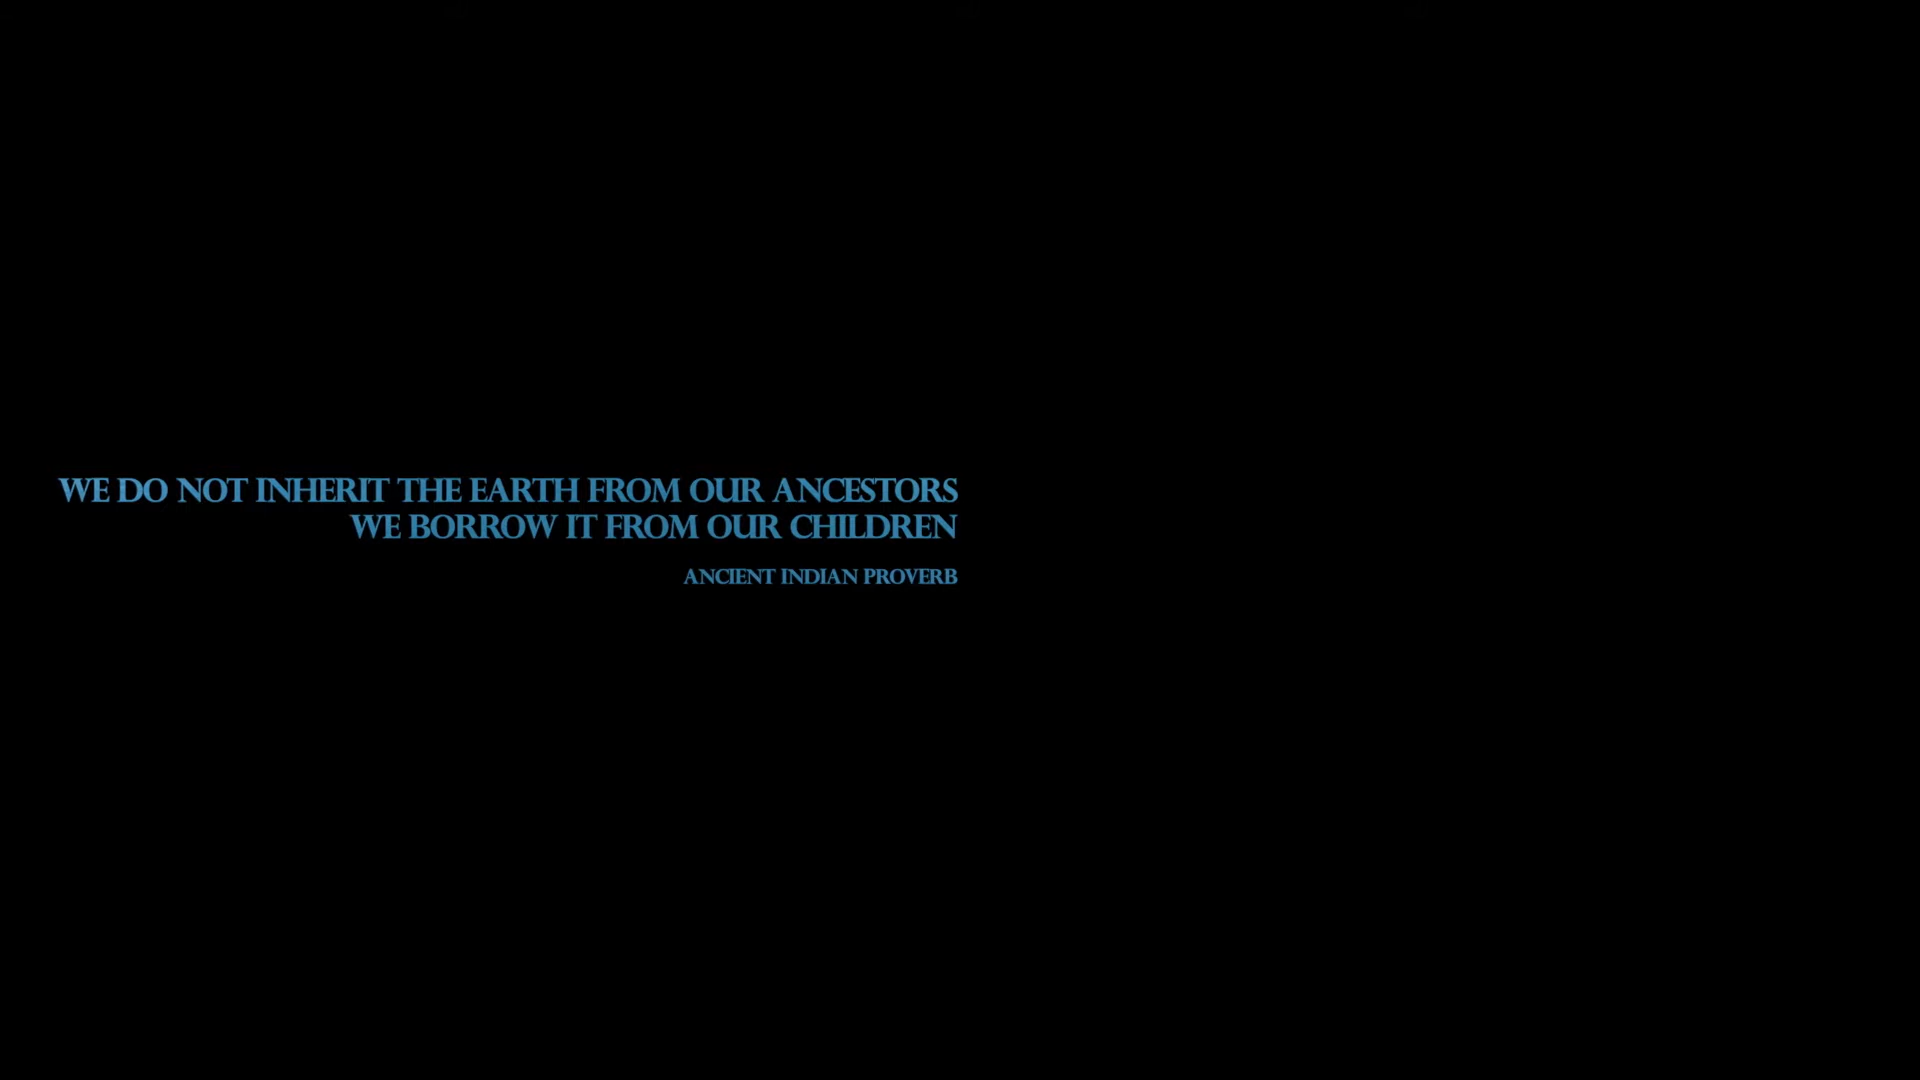 WE DO NOT INHERIT THE EARTH FROM OUR ANCESTORS
WE BORROW IT FROM OUR CHILDREN
ANCIENT INDIAN PROVERB